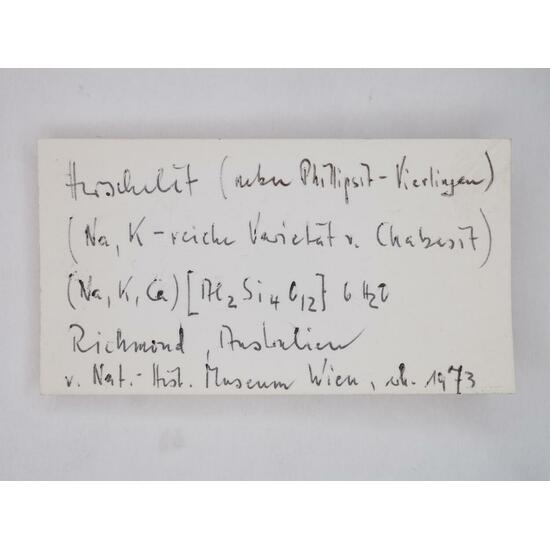 Herschelit (neben Phillipsit-Vierlingen)
(Na, K-reiche Varietät v. Chabasit)
(Na, K, Ca) [Al2 Si4 O12] 6 H2O
Richmond, Australien
v. Nat.-Hist. Museum Wien, erh. 1973